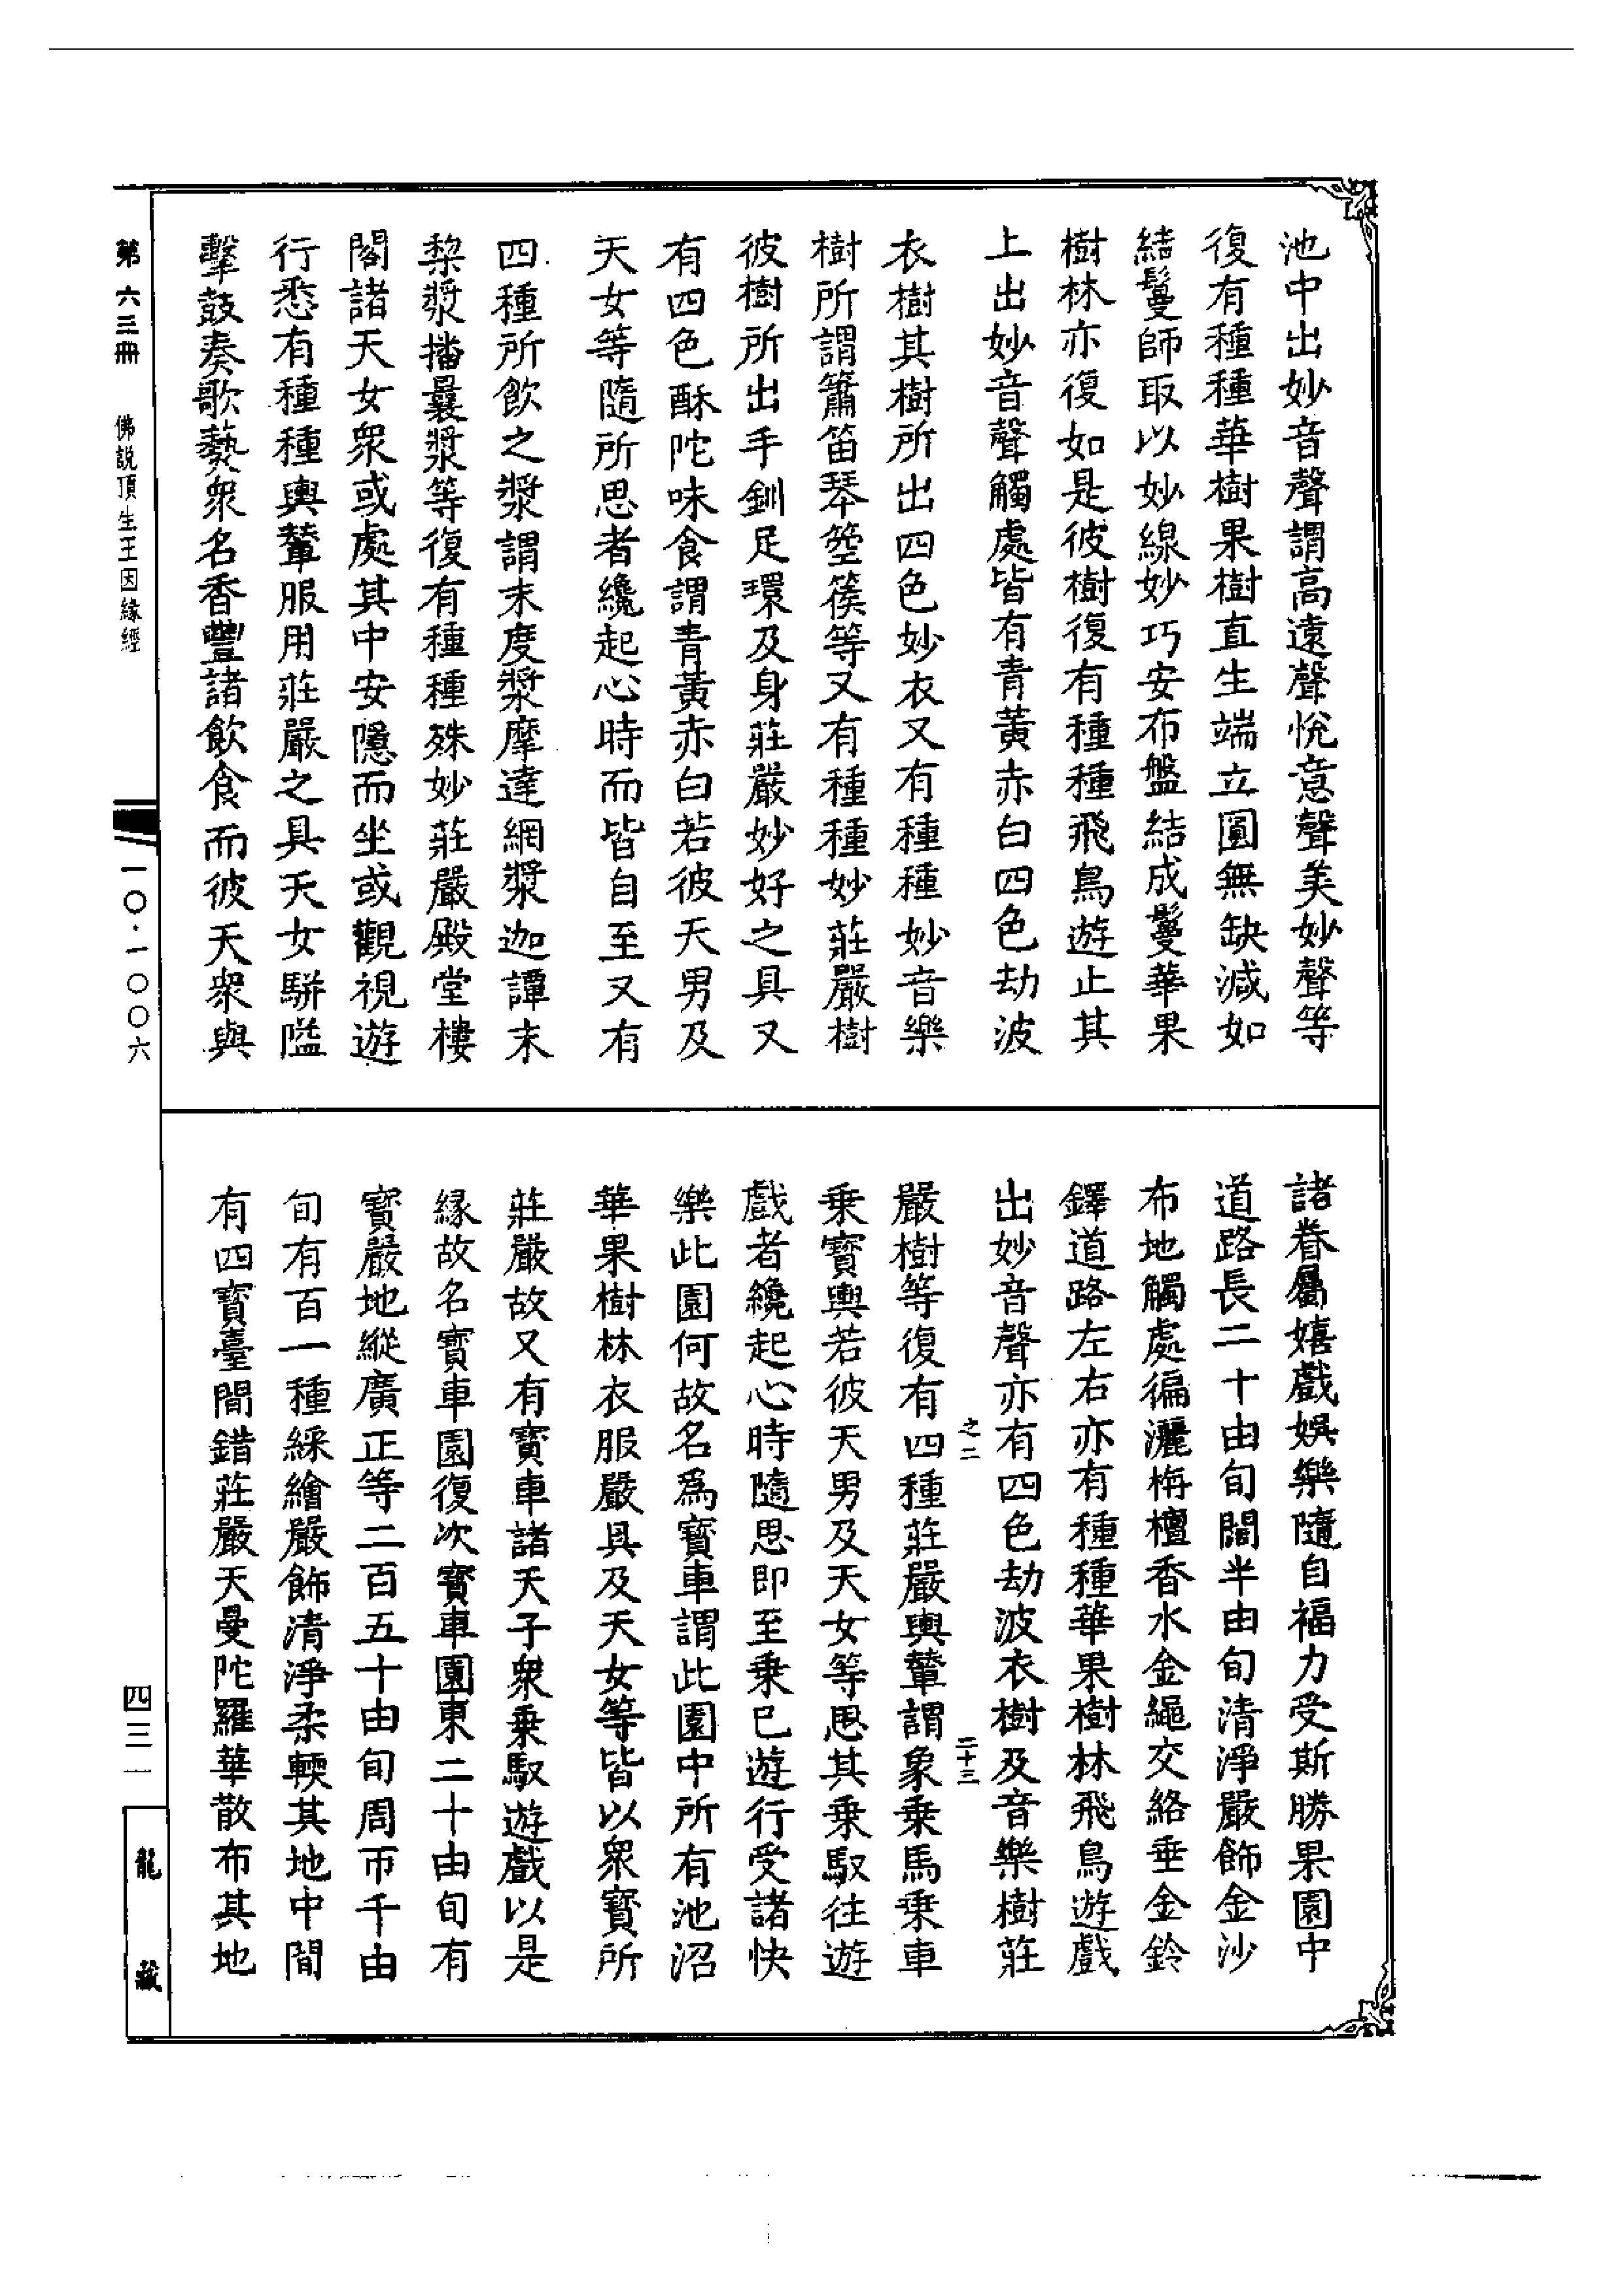 池中出妙音聲謂高遠聲悅意聲美妙聲等
復有種種華樹果樹直生端立圓無缺減如
結鬘師取以妙線妙巧安布盤結成鬘華果
樹林亦復如是彼樹復有種種飛鳥遊止其
上出妙音聲觸處皆有青黃赤白四色劫波
衣樹其樹所出四色妙衣又有種種妙音樂
樹所謂簫笛琴箜篌等又有種種妙莊嚴樹
彼樹所出手釧足環及身莊嚴妙好之具又
有四色酥陀味食謂青黃赤白若彼天男及
天女等隨所思者纔起心時而皆自至又有
四種所飲之漿謂末度漿摩達網漿迦譚末
梨漿播曩漿等復有種種殊妙莊嚴殿堂樓
閣諸天女衆或處其中安隱而坐或觀視遊
行悉有種種輿輦服用莊嚴之具天女駢隘
擊鼓奏歌藝衆名香豐諸飲食而彼天衆與
諸眷屬嬉戲娛樂隨自福力受斯勝果園中
道路長二十由旬闊半由旬清淨嚴飾金沙
布地觸處徧灑栴檀香水金繩交絡垂金鈴
鐸道路左右亦有種種華果樹林飛鳥遊戲
出妙音聲亦有四色劫波衣樹及音樂樹莊
之二 二十三
嚴樹等復有四種莊嚴輿輦謂象乗馬乗車
乗寶輿若彼天男及天女等思其乗馭往遊
戲者纔起心時隨思即至乗已遊行受諸快
樂此園何故名爲寶車謂此園中所有池沼
華果樹林衣服嚴具及天女等皆以衆寶所
莊嚴故又有寶車諸天子衆乗馭遊戲以是
緣故名寶車園復次寶車園東二十由旬有
寶嚴地縱廣正等二百五十由旬周帀千由
旬有百一種綵繪嚴飾清淨柔輭其地中間
有四寶臺間錯莊嚴天曼陀羅華散布其地
第六三冊 佛説頂生王因緣經
一〇·一〇〇六
四三一
龍藏